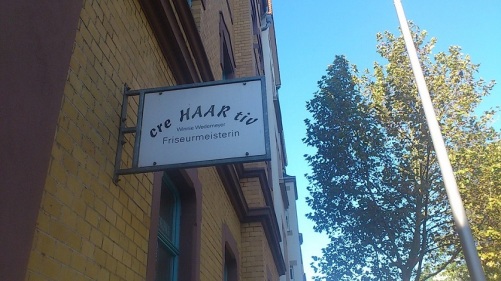 cre HAAR tiv
Friseurmeisterin